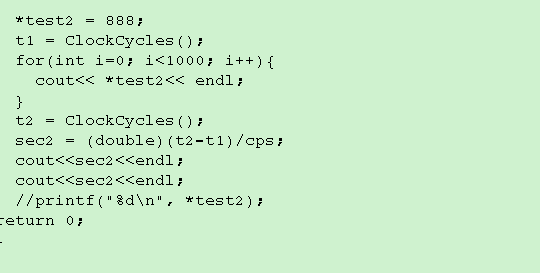 *test2 = 888;
t1 = ClockCycles();
for(int i=0; i<1000; i++){
cout<< *test2<< endl;
}
t2 = ClockCycles();
sec2 = (double)(t2-t1)/cps;
cout<<sec2<<endl;
cout<<sec2<<endl;
//printf("%d\n", *test2);
return 0;